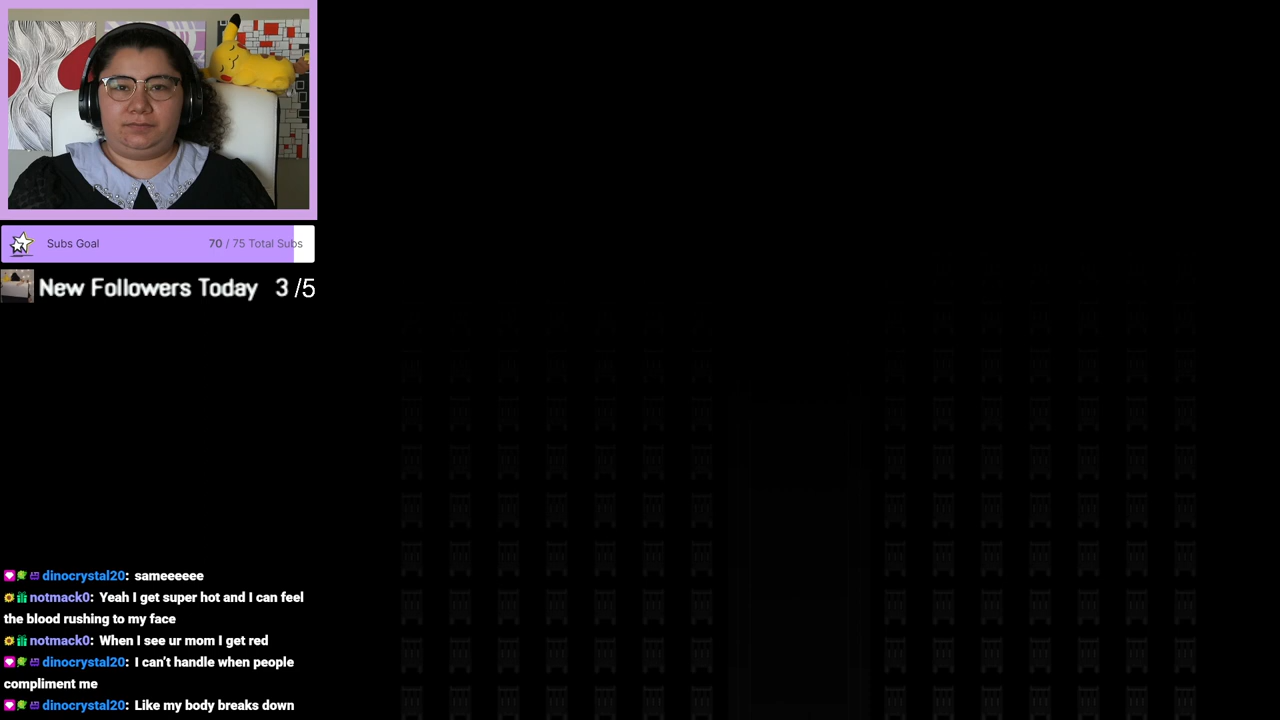 Subs Goal 70 / 75 Total Subs
New Followers Today 3 /5
dinocrystal20: sameeeeee
notmack0: Yeah I get super hot and I can feel
the blood rushing to my face
notmack0: When I see ur mom I get red
dinocrystal20: I can't handle when people
compliment me
dinocrystal20: Like my body breaks down